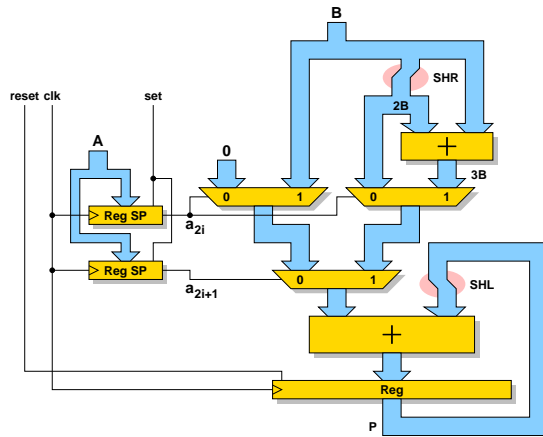 B
SHR
reset clk
set
2B
A
0
+
3B
0
1
0
1
Reg SP
a2i
Reg SP
a2i+1
0
1
SHL
+
Reg
P